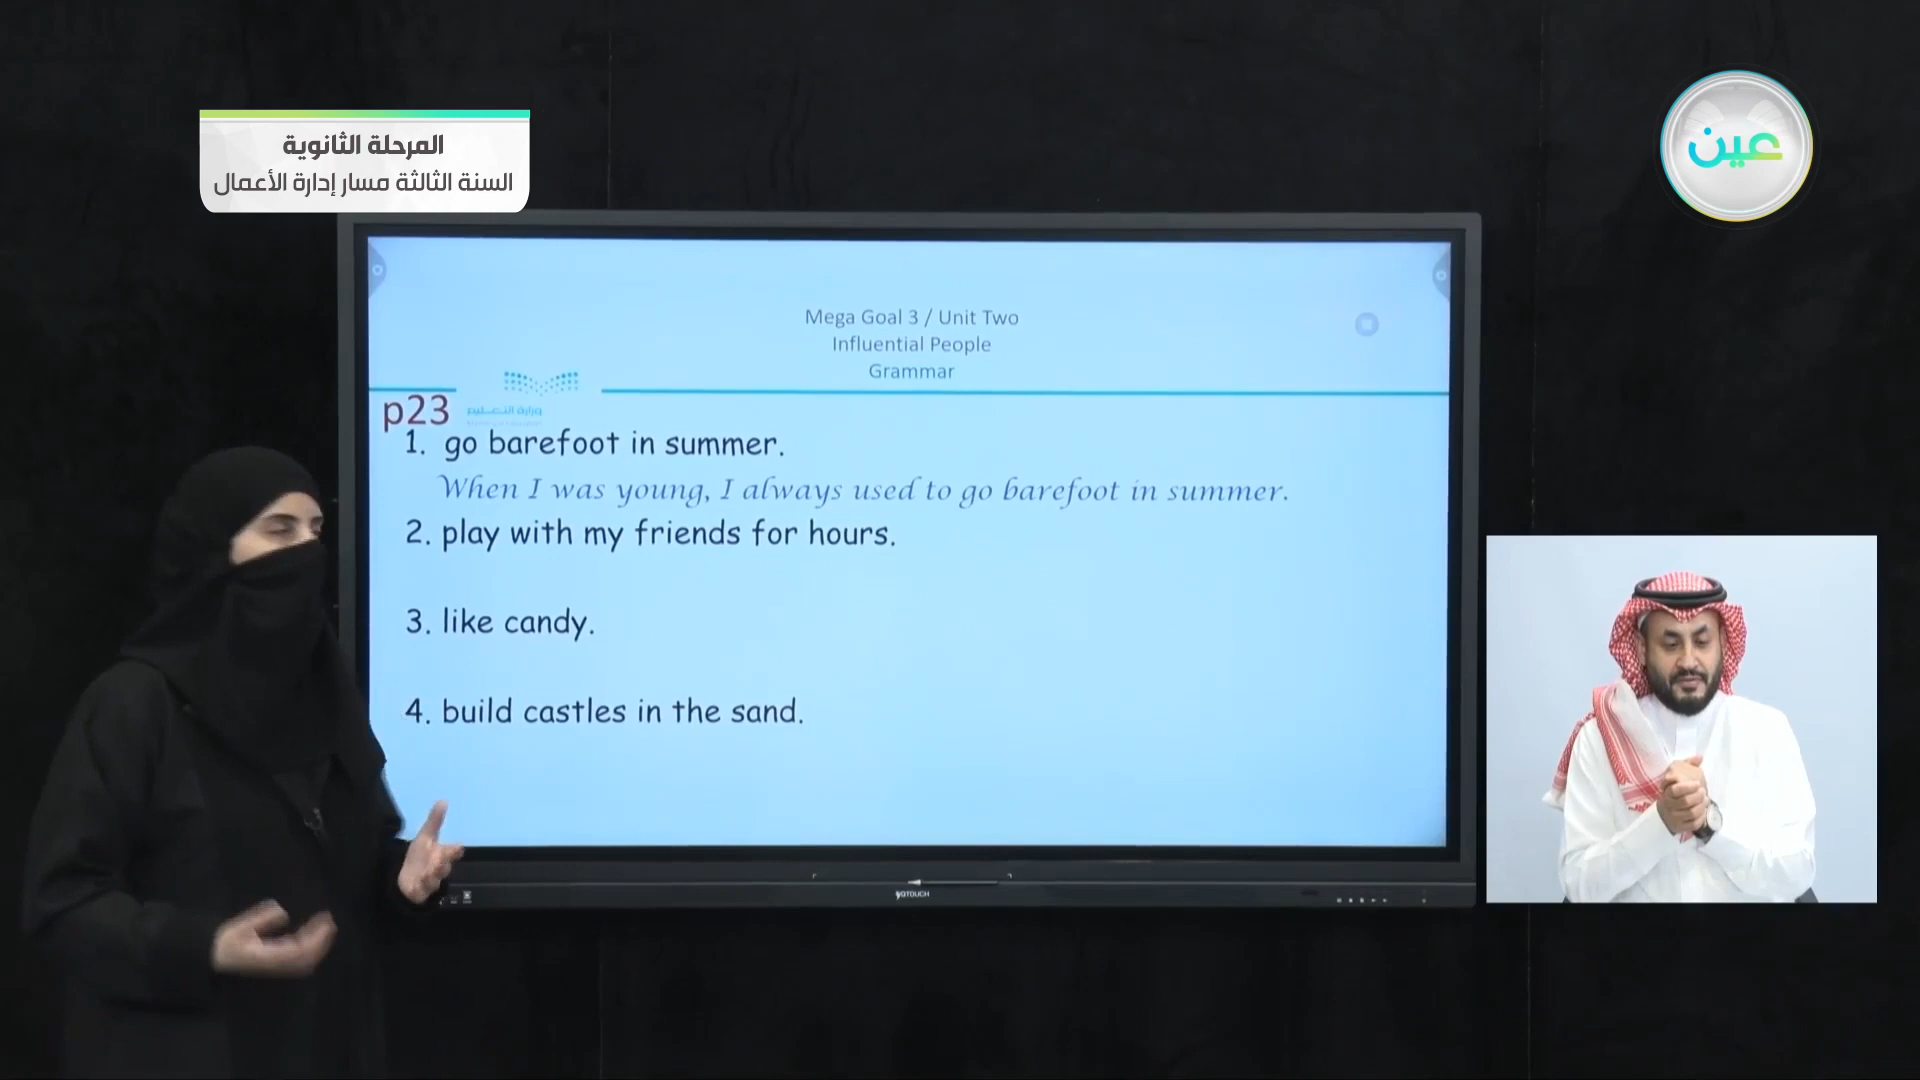 المرحلة الثانوية
السنة الثالثة مسار إدارة الأعمال
عين
Mega Goal 3 / Unit Two
Influential People
Grammar
وزارة التعليم
p23
1. go barefoot in summer.
When I was young, I always used to go barefoot in summer.
2. play with my friends for hours.
3. like candy.
4. build castles in the sand.